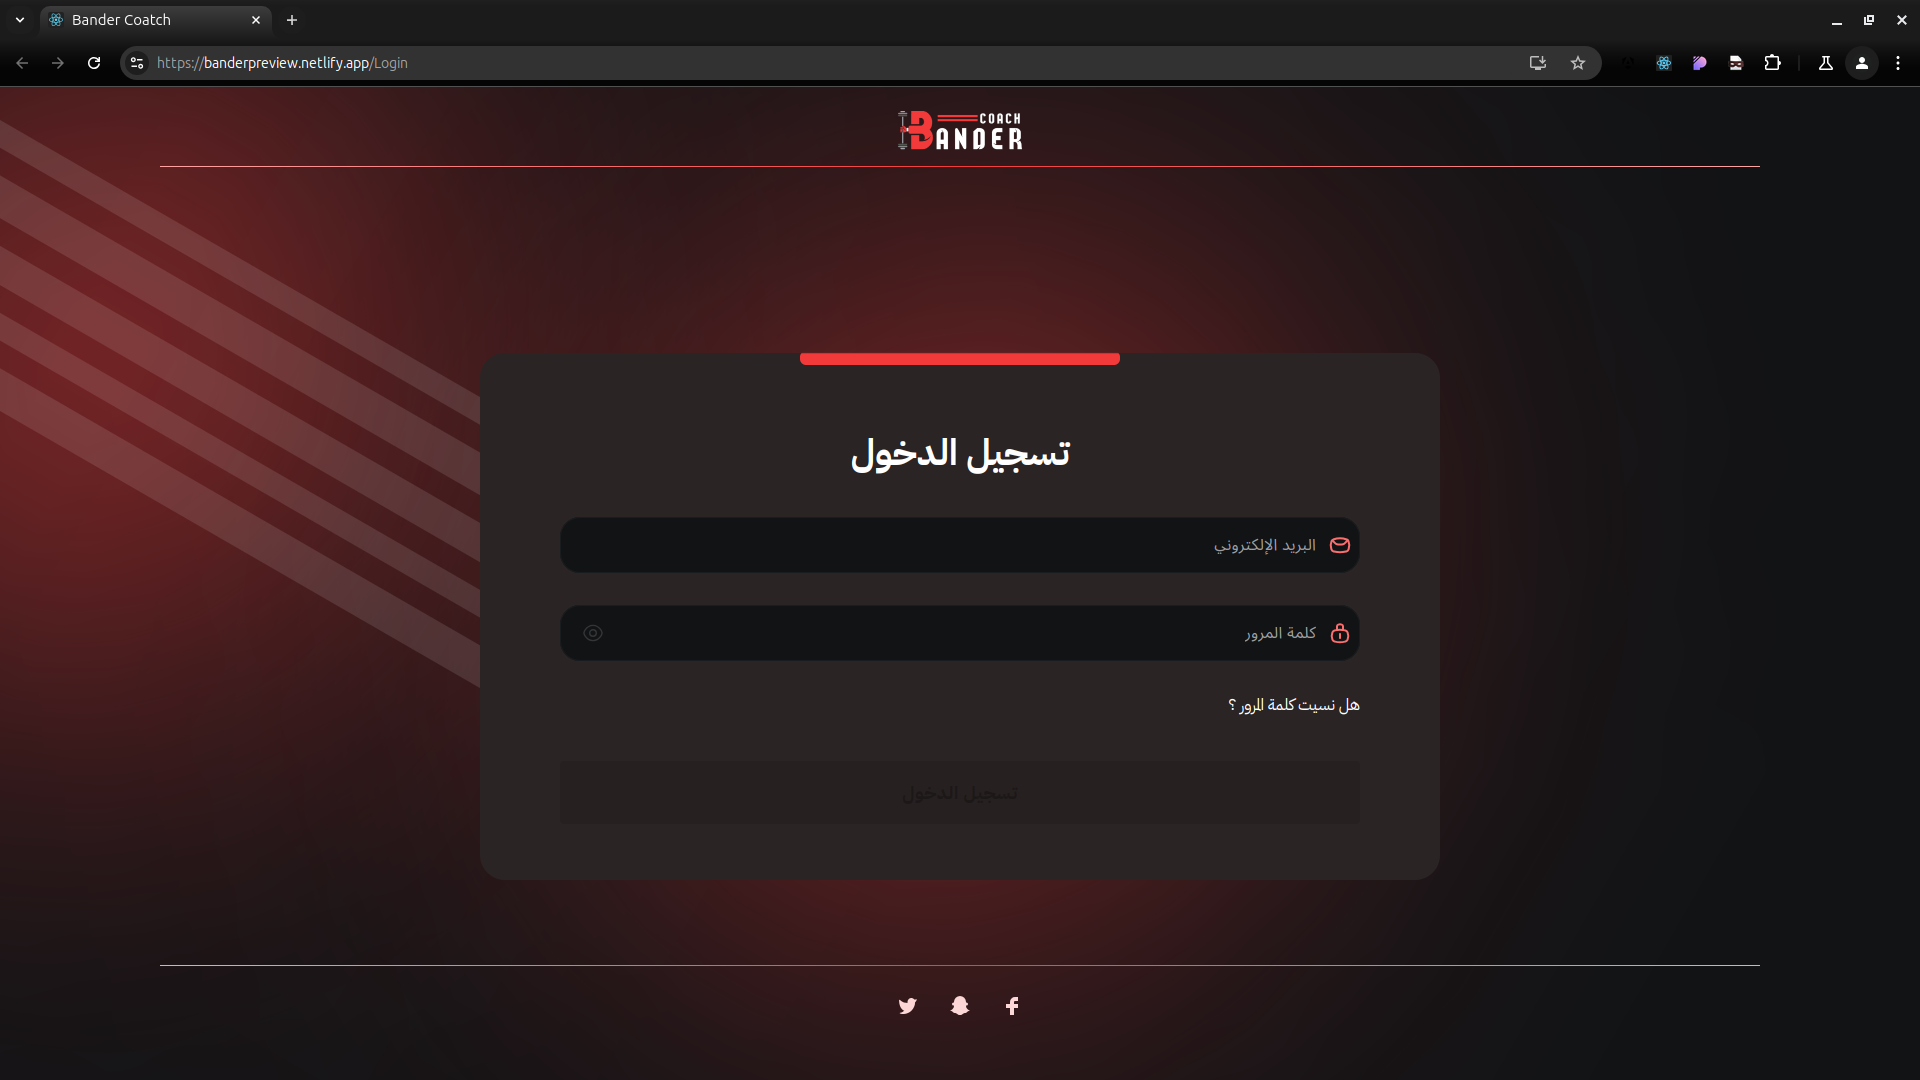 Bander Coatch
https://banderpreview.netlify.app/Login
COACH
BANDER
تسجيل الدخول
البريد الإلكتروني
كلمة المرور
هل نسيت كلمة المرور ؟
تسجيل الدخول